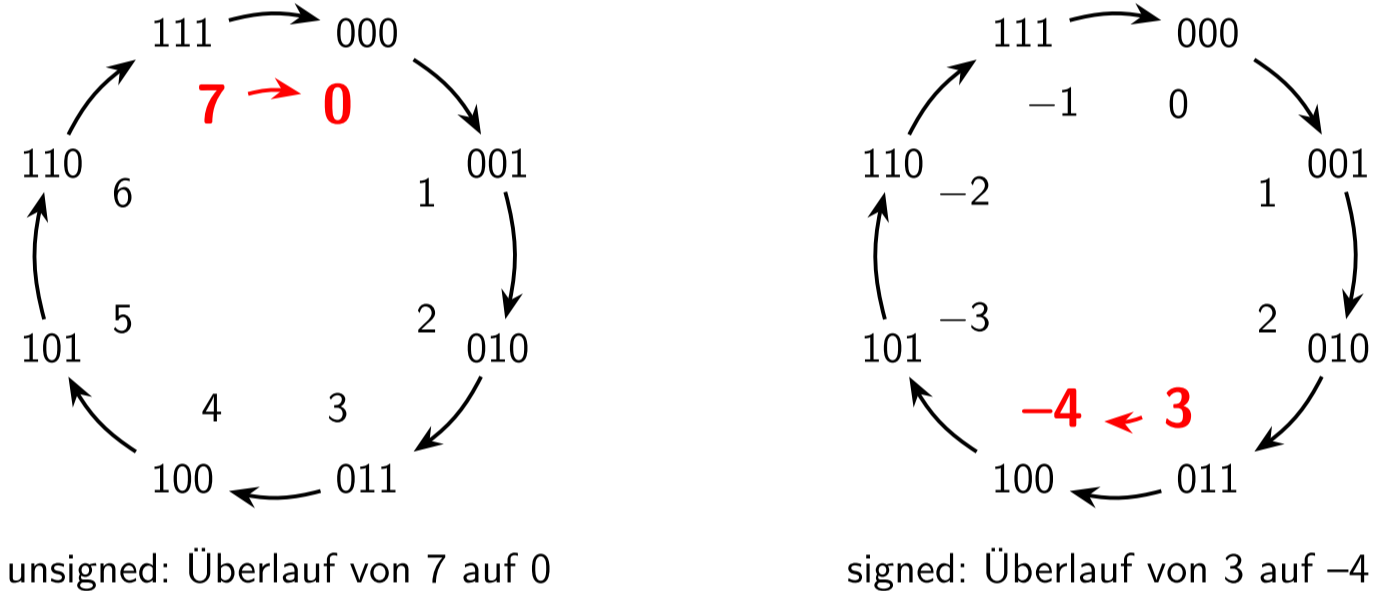 111 000 111 000
7 0 −1 0
110 001 110 001
6 1 −2 1
5 2 −3 2
101 010 101 010
4 3 –4 3
100 011 100 011
unsigned: Überlauf von 7 auf 0
signed: Überlauf von 3 auf –4